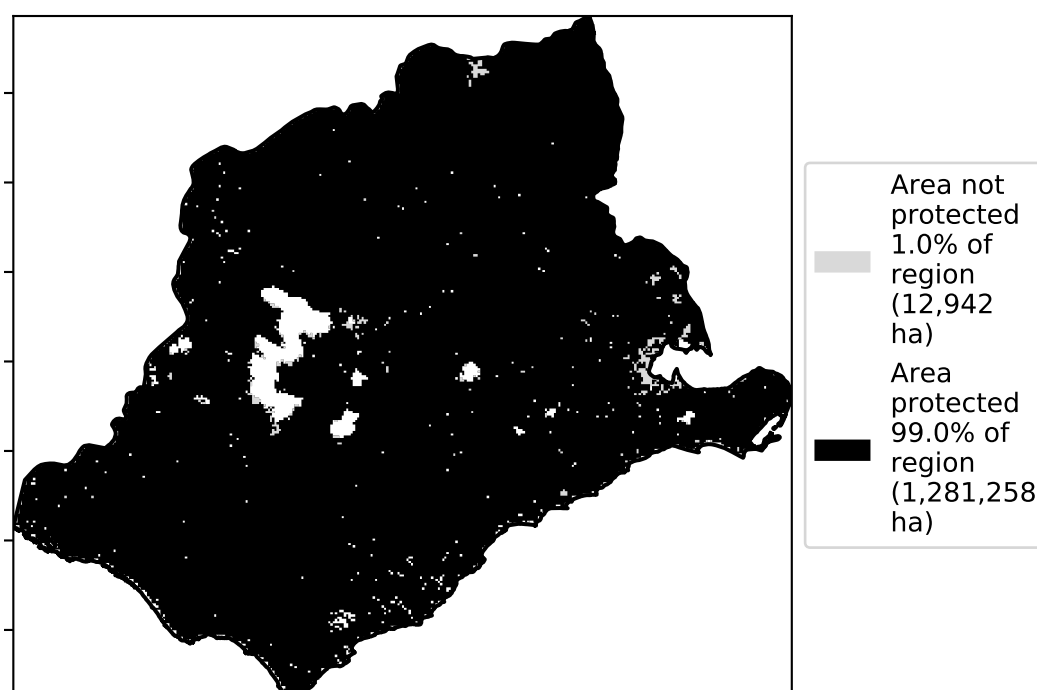 Area not
protected
1.0% of
region
(12,942
ha)
Area
protected
99.0% of
region
(1,281,258
ha)